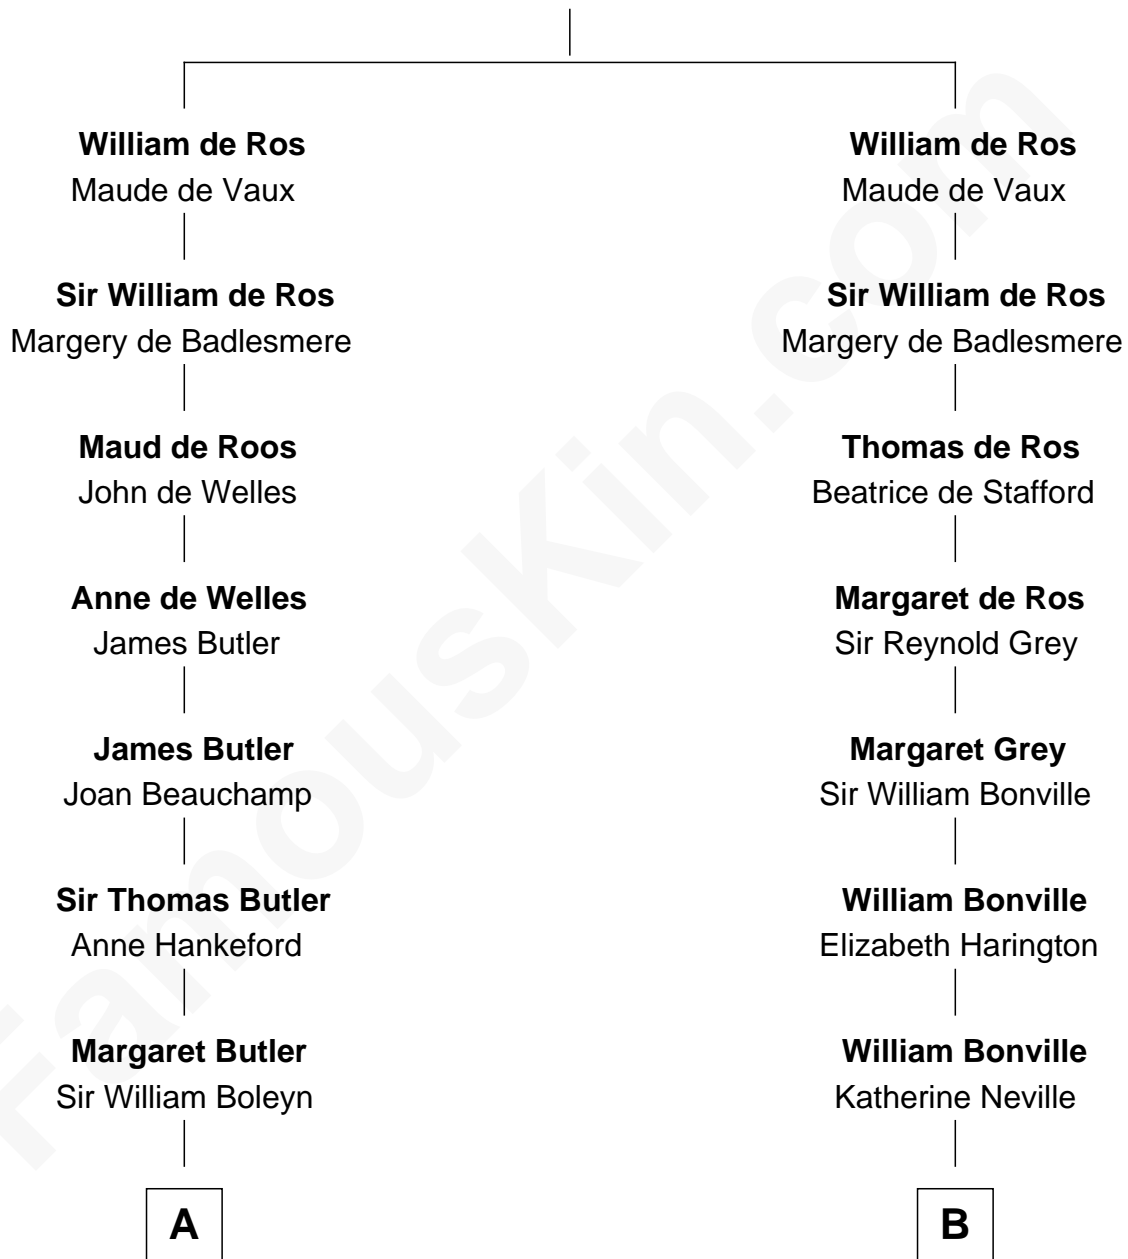 William de Ros
Maude de Vaux
Sir William de Ros
Margery de Badlesmere
Maud de Roos
John de Welles
Anne de Welles
James Butler
James Butler
Joan Beauchamp
Sir Thomas Butler
Anne Hankeford
Margaret Butler
Sir William Boleyn
A
William de Ros
Maude de Vaux
Sir William de Ros
Margery de Badlesmere
Thomas de Ros
Beatrice de Stafford
Margaret de Ros
Sir Reynold Grey
Margaret Grey
Sir William Bonville
William Bonville
Elizabeth Harington
William Bonville
Katherine Neville
B
FamousKin.com